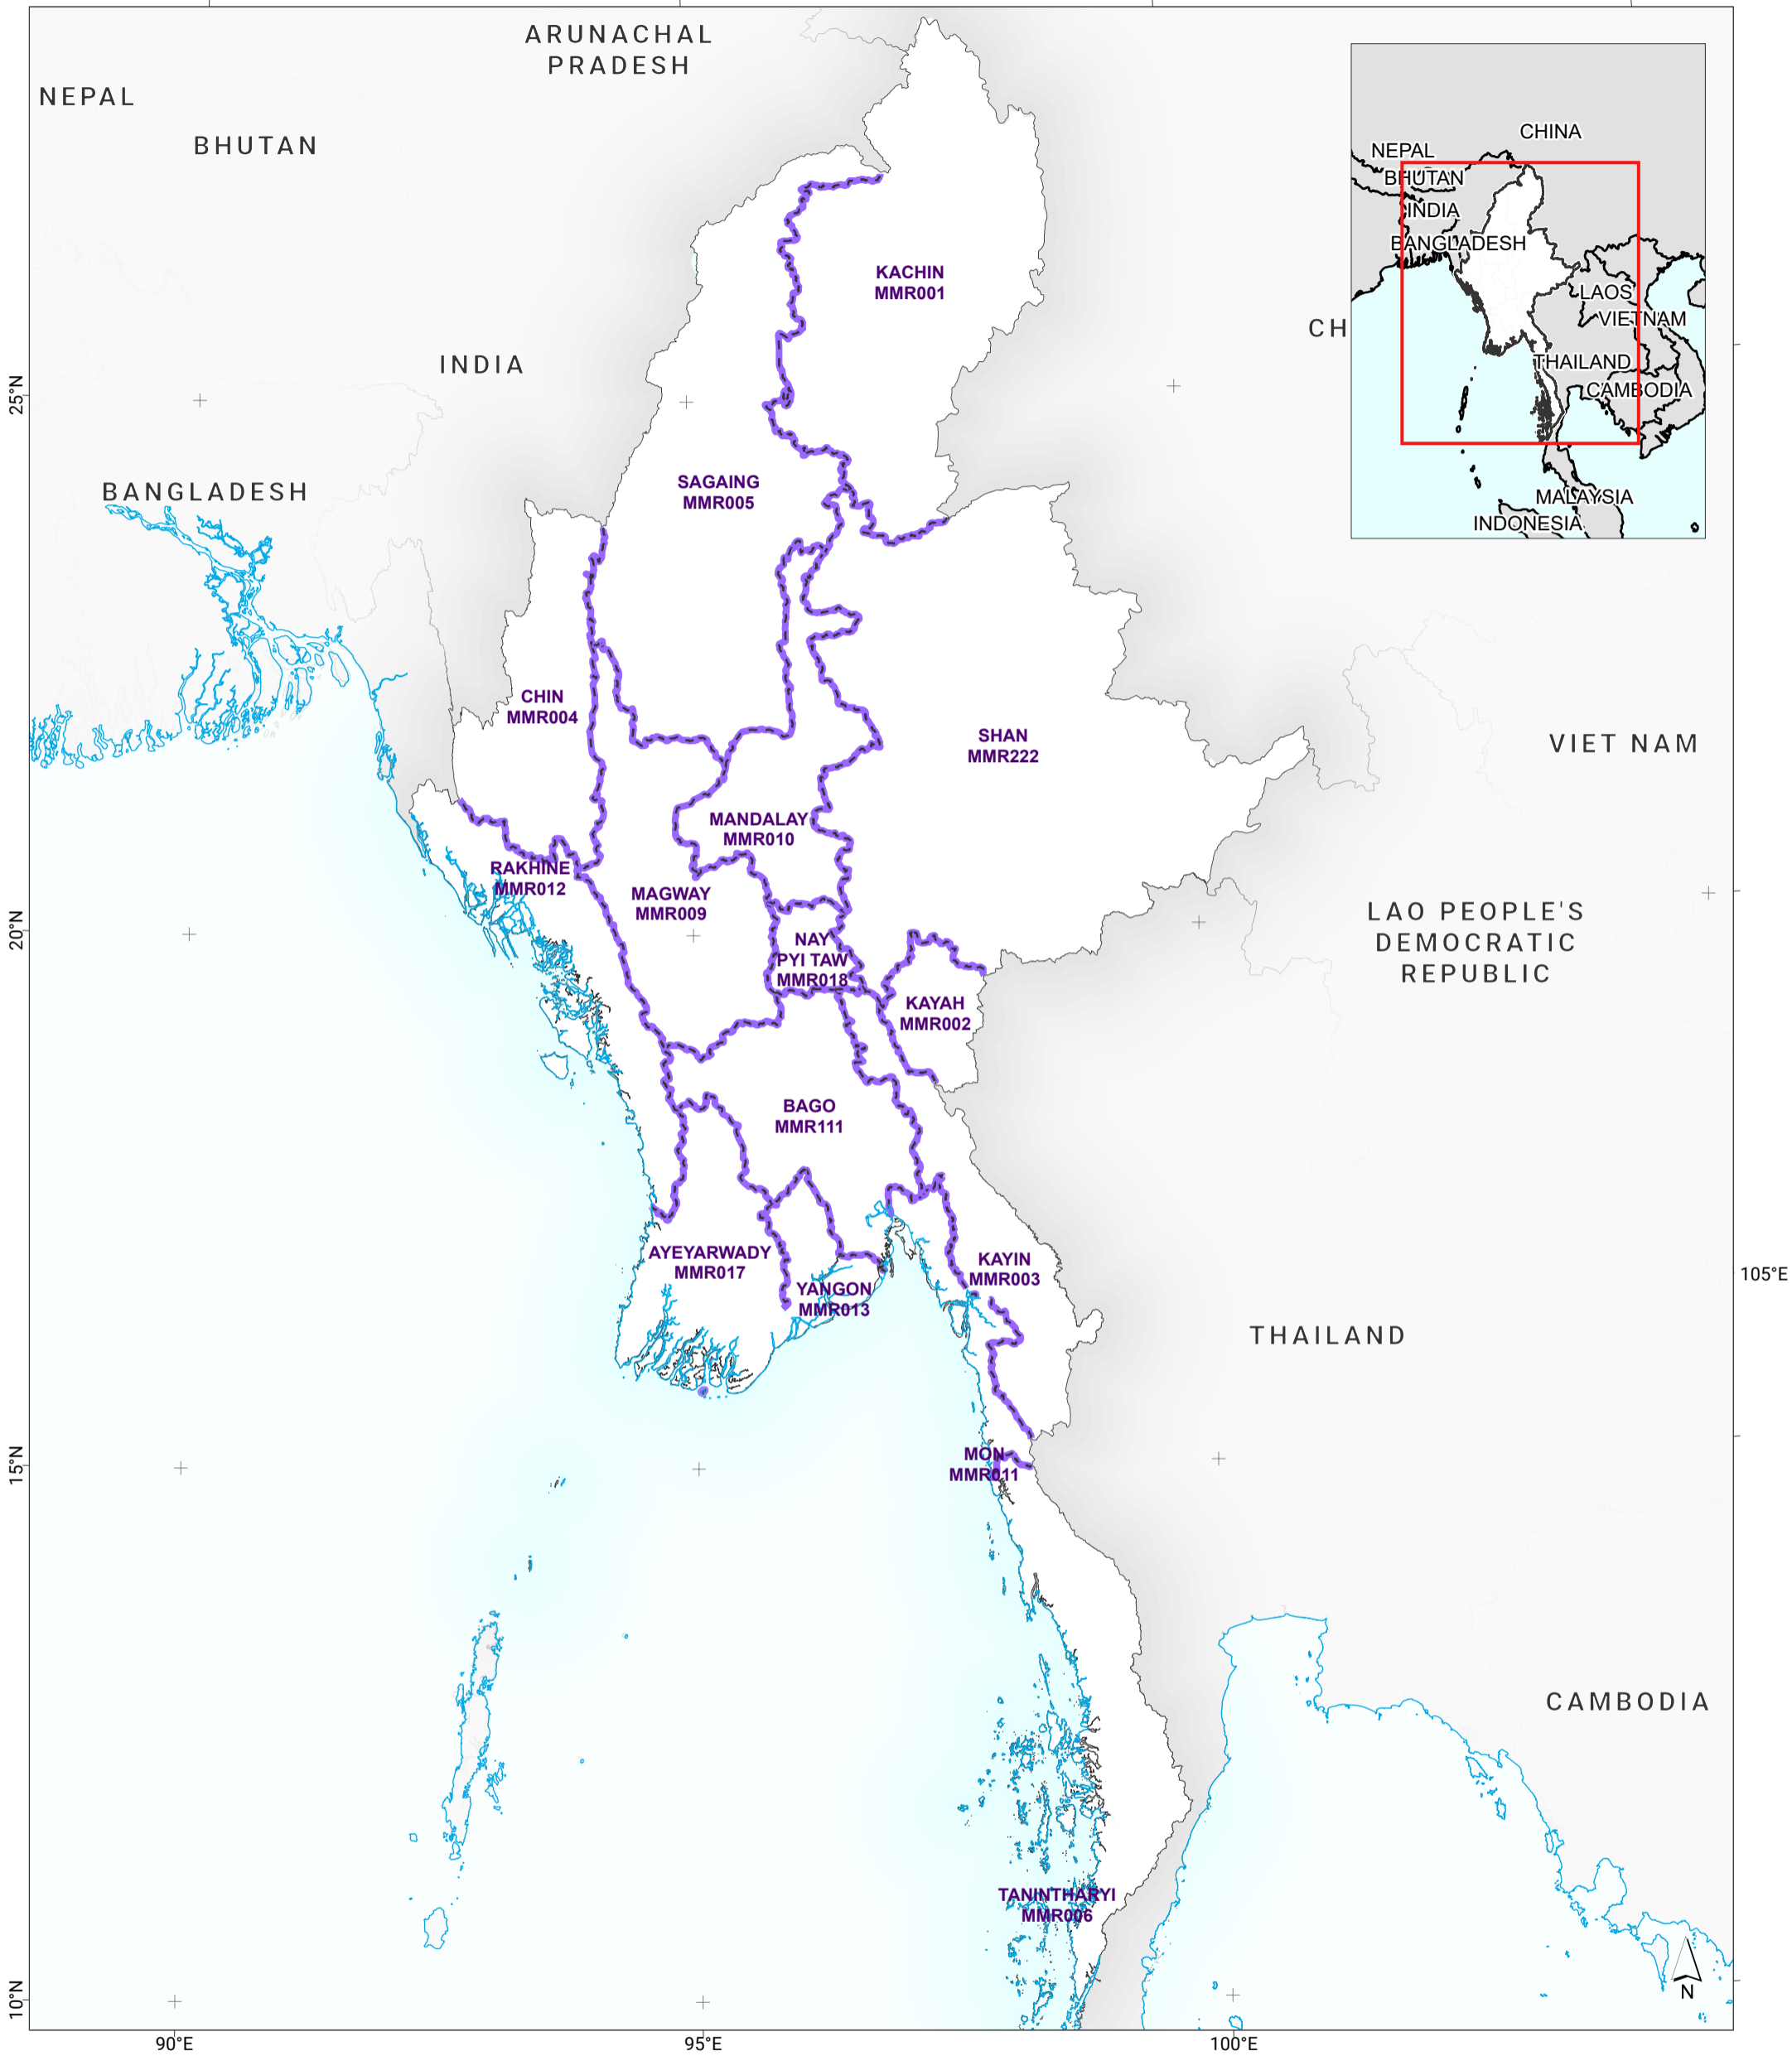 ARUNACHAL
PRADESH
NEPAL
BHUTAN
CHINA
NEPAL
BHUTAN
INDIA
BANGLADESH
LAOS
VIETNAM
THAILAND
CAMBODIA
MALAYSIA
INDONESIA
KACHIN
MMR001
CH
INDIA
25°N
SAGAING
MMR005
BANGLADESH
CHIN
MMR004
SHAN
MMR222
VIET NAM
MANDALAY
MMR010
RAKHINE
MMR012
MAGWAY
MMR009
LAO PEOPLE'S
DEMOCRATIC
REPUBLIC
20°N
NAY
PYI TAW
MMR018
KAYAH
MMR002
BAGO
MMR111
AYEYARWADY
MMR017
YANGON
MMR013
KAYIN
MMR003
105°E
THAILAND
15°N
MON
MMR011
CAMBODIA
TANINTHARYI
MMR006
N
10°N
90°E
95°E
100°E